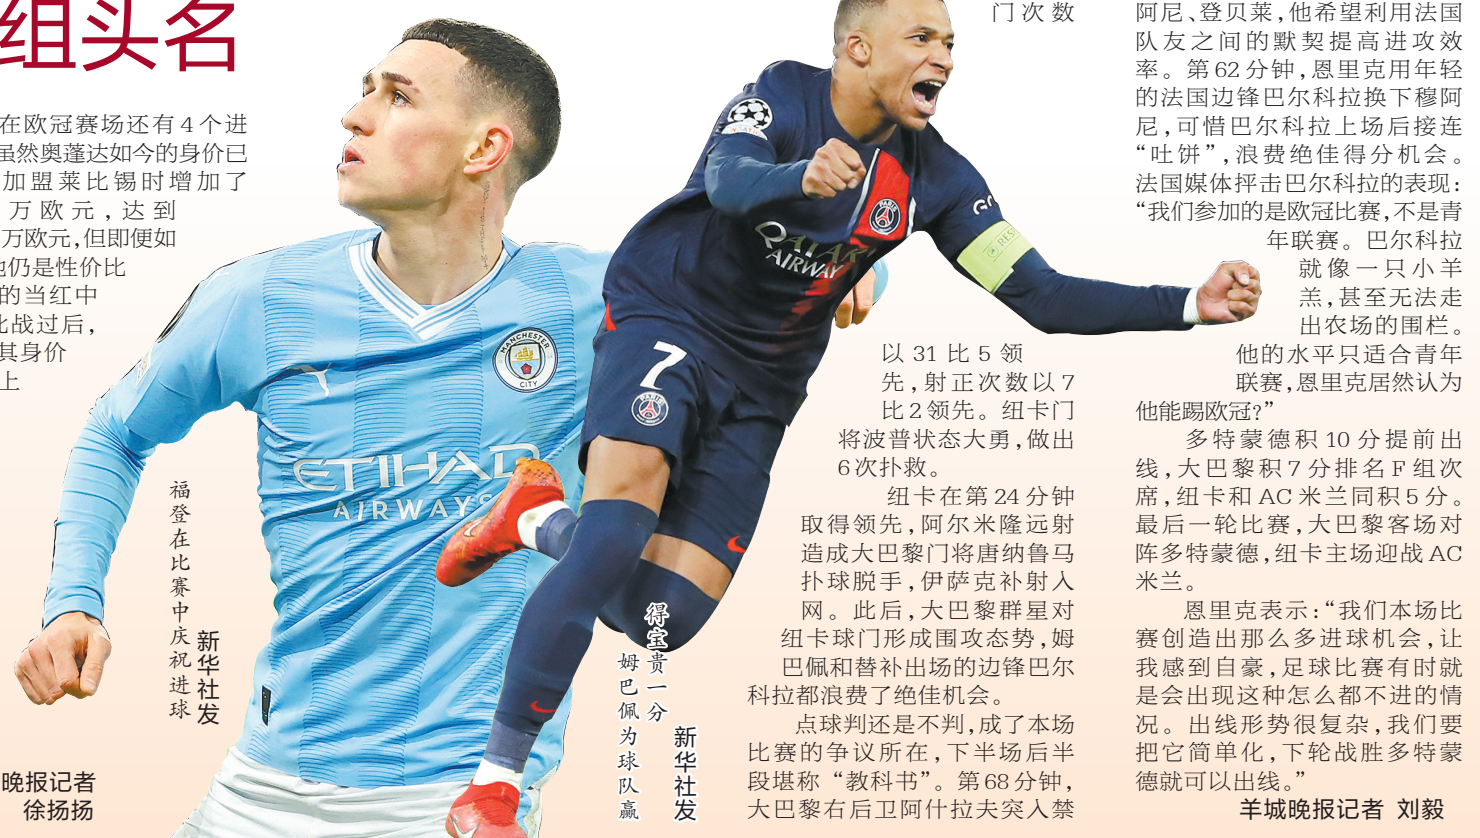 组头名
在欧冠赛场还有4个进
虽然奥蓬达如今的身价已
加盟莱比锡时增加了
万欧元,达到
万欧元,但即便如
他仍是性价比
的当红中
此战过后,
其身价
上
福登在比赛中庆祝进球
新华社发
晚报记者
徐扬扬
MANCHESTER
CITY
ETIHAD
AIRWAYS
QATAR
AIRWAY
PARIS
GO
RES
7
PARIS
姆巴佩为球队赢
得宝贵一分
新华社发
门次数
以31比5领
先,射正次数以7
比2领先。纽卡门
将波普状态大勇,做出
6次扑救。
纽卡在第24分钟
取得领先,阿尔米隆远射
造成大巴黎门将唐纳鲁马
扑球脱手,伊萨克补射入
网。此后,大巴黎群星对
纽卡球门形成围攻态势,姆
巴佩和替补出场的边锋巴尔
科拉都浪费了绝佳机会。
点球判还是不判,成了本场
比赛的争议所在,下半场后半
段堪称“教科书”。第68分钟,
大巴黎右后卫阿什拉夫突入禁
阿尼、登贝莱,他希望利用法国
队友之间的默契提高进攻效
率。第62分钟,恩里克用年轻
的法国边锋巴尔科拉换下穆阿
尼,可惜巴尔科拉上场后接连
“吐饼”,浪费绝佳得分机会。
法国媒体抨击巴尔科拉的表现:
“我们参加的是欧冠比赛,不是青
年联赛。巴尔科拉
就像一只小羊
羔,甚至无法走
出农场的围栏。
他的水平只适合青年
联赛,恩里克居然认为
他能踢欧冠?”
多特蒙德积10分提前出
线,大巴黎积7分排名F组次
席,纽卡和AC米兰同积5分。
最后一轮比赛,大巴黎客场对
阵多特蒙德,纽卡主场迎战AC
米兰。
恩里克表示:“我们本场比
赛创造出那么多进球机会,让
我感到自豪,足球比赛有时就
是会出现这种怎么都不进的情
况。出线形势很复杂,我们要
把它简单化,下轮战胜多特蒙
德就可以出线。”
羊城晚报记者 刘毅